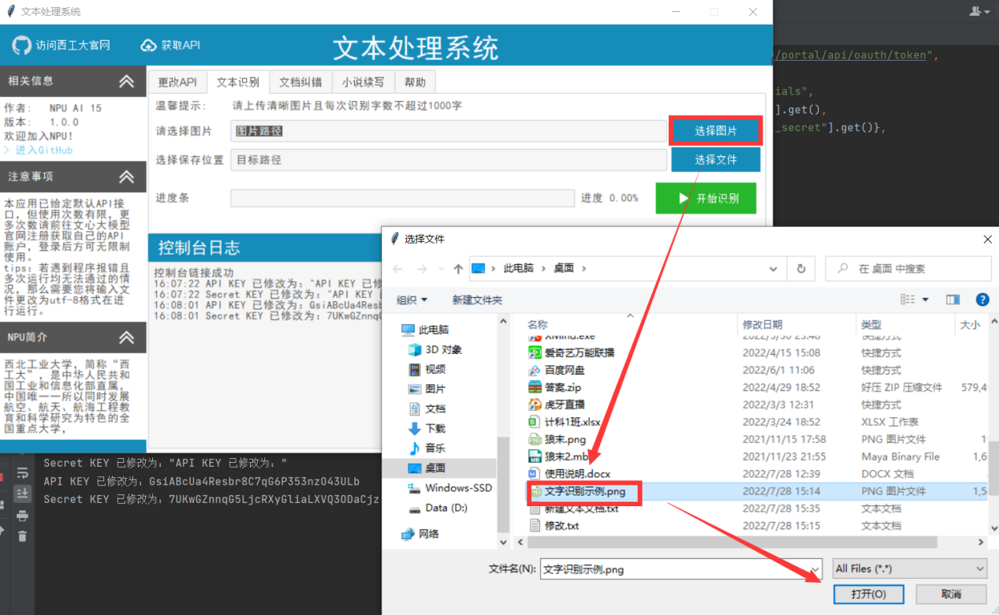 文本处理系统
访问西工大官网
获取API
文本处理系统
/portal/api/oauth/token",
ials",
].get(),
_secret"].get()},
相关信息
作者: NPU AI 15
版本: 1.0.0
欢迎加入NPU!
> 进入GitHub
注意事项
本应用已给定默认API接
口，但使用次数有限，更
多次数请前往文心大模型
官网注册获取自己的API
账户，登录后方可无限制
使用。
tips：若遇到程序报错且
多次运行均无法通过的情
况，那么需要您将输入文
件更改为utf-8格式在进
行运行。
NPU简介
西北工业大学，简称“西
工大”，是中华人民共和
国工业和信息化部直属，
中国唯一一所以同时发展
航空、航天、航海工程教
育和科学研究为特色的全
国重点大学，
更改API 文本识别 文档纠错 小说续写 帮助
温馨提示: 请上传清晰图片且每次识别字数不超过1000字
请选择图片 图片路径 选择图片
选择保存位置 目标路径 选择文件
进度条 进度 0.00% 开始识别
控制台日志
控制台链接成功
16:07:22 API KEY 已修改为: "API KEY 已修
16:07:22 Secret KEY 已修改为: "API KEY
16:08:01 API KEY 已修改为: GsiABcUa4Resb
16:08:01 Secret KEY 已修改为: 7UKwGZnnq
Secret KEY 已修改为: "API KEY 已修改为: "
API KEY 已修改为: GsiABcUa4Resbr8C7qG6P353nzO43ULb
Secret KEY 已修改为: 7UKwGZnnqG5LjcRXyGliaLXVQ3ODaCjz
选择文件
此电脑 › 桌面 ›
在 桌面 中搜索
组织 新建文件夹
此电脑
3D 对象
视频
图片
文档
下载
音乐
桌面
Windows-SSD
Data (D:)
网络
名称 修改日期 类型 大小
XMind.exe 2022/3/30 23:48 快捷方式
爱奇艺万能联播 2022/4/15 15:08 快捷方式
百度网盘 2022/6/1 11:06 快捷方式
答案.zip 2022/4/29 18:52 好压 ZIP 压缩文件 579,4
虎牙直播 2022/3/3 12:31 快捷方式
计科1班.xlsx 2022/3/24 18:52 XLSX 工作表
狼末.png 2021/11/15 17:58 PNG 图片文件 1
狼末2.mb 2021/11/23 21:55 Maya Binary File 1,6
使用说明.docx 2022/7/28 12:39 DOCX 文档
文字识别示例.png 2022/7/28 15:14 PNG 图片文件 1,5
新建文本文档.txt 2022/7/28 15:35 文本文档
修改.txt 2022/7/28 15:15 文本文档
文件名(N): 文字识别示例.png All Files (*.*)
打开(O) 取消